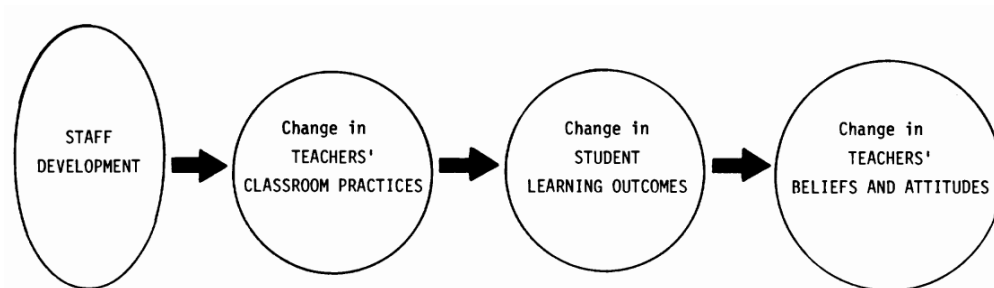 STAFF
DEVELOPMENT
Change in
TEACHERS'
CLASSROOM PRACTICES
Change in
STUDENT
LEARNING OUTCOMES
Change in
TEACHERS'
BELIEFS AND ATTITUDES